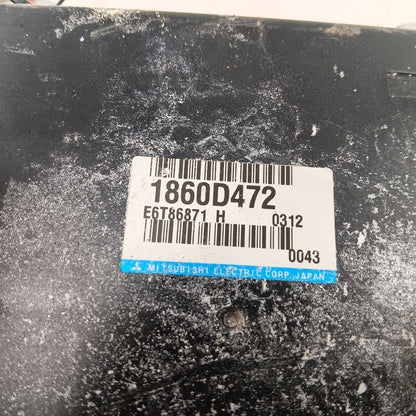 1860D472
E6T86871 H 0312
0043
MITSUBISHI ELECTRIC CORP.,JAPAN